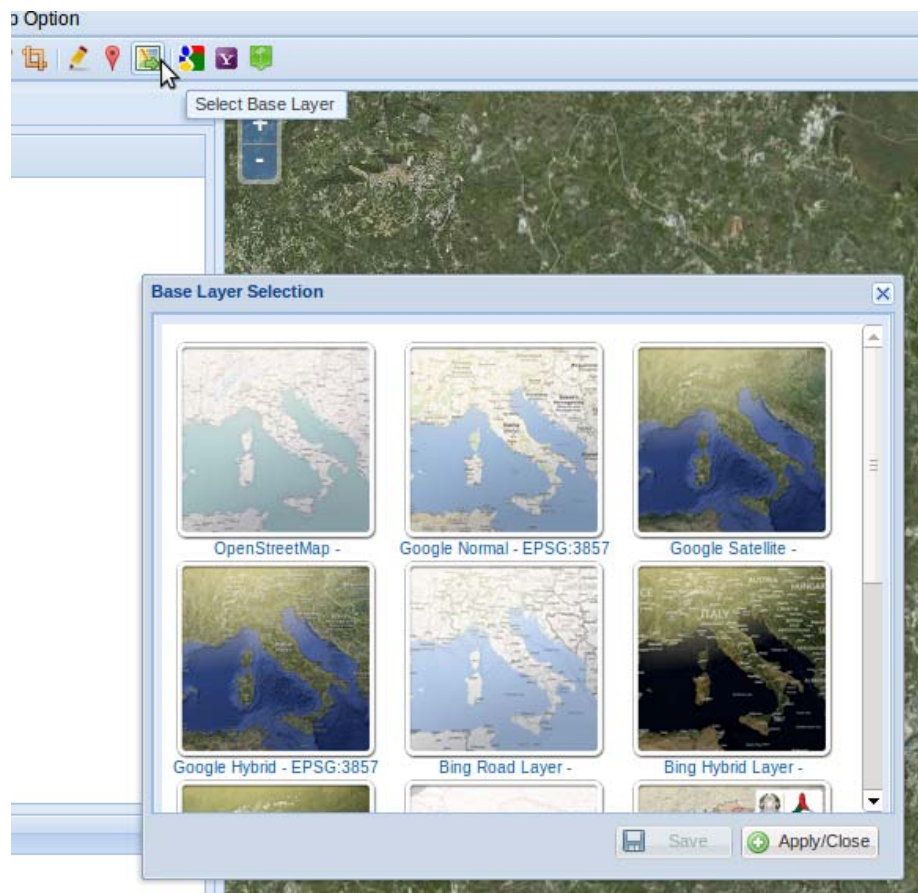 o Option
Select Base Layer
+
-
Base Layer Selection
OpenStreetMap -
Google Normal - EPSG:3857
Google Satellite -
Google Hybrid - EPSG:3857
Bing Road Layer -
ITALY
Bing Hybrid Layer -
Save
Apply/Close